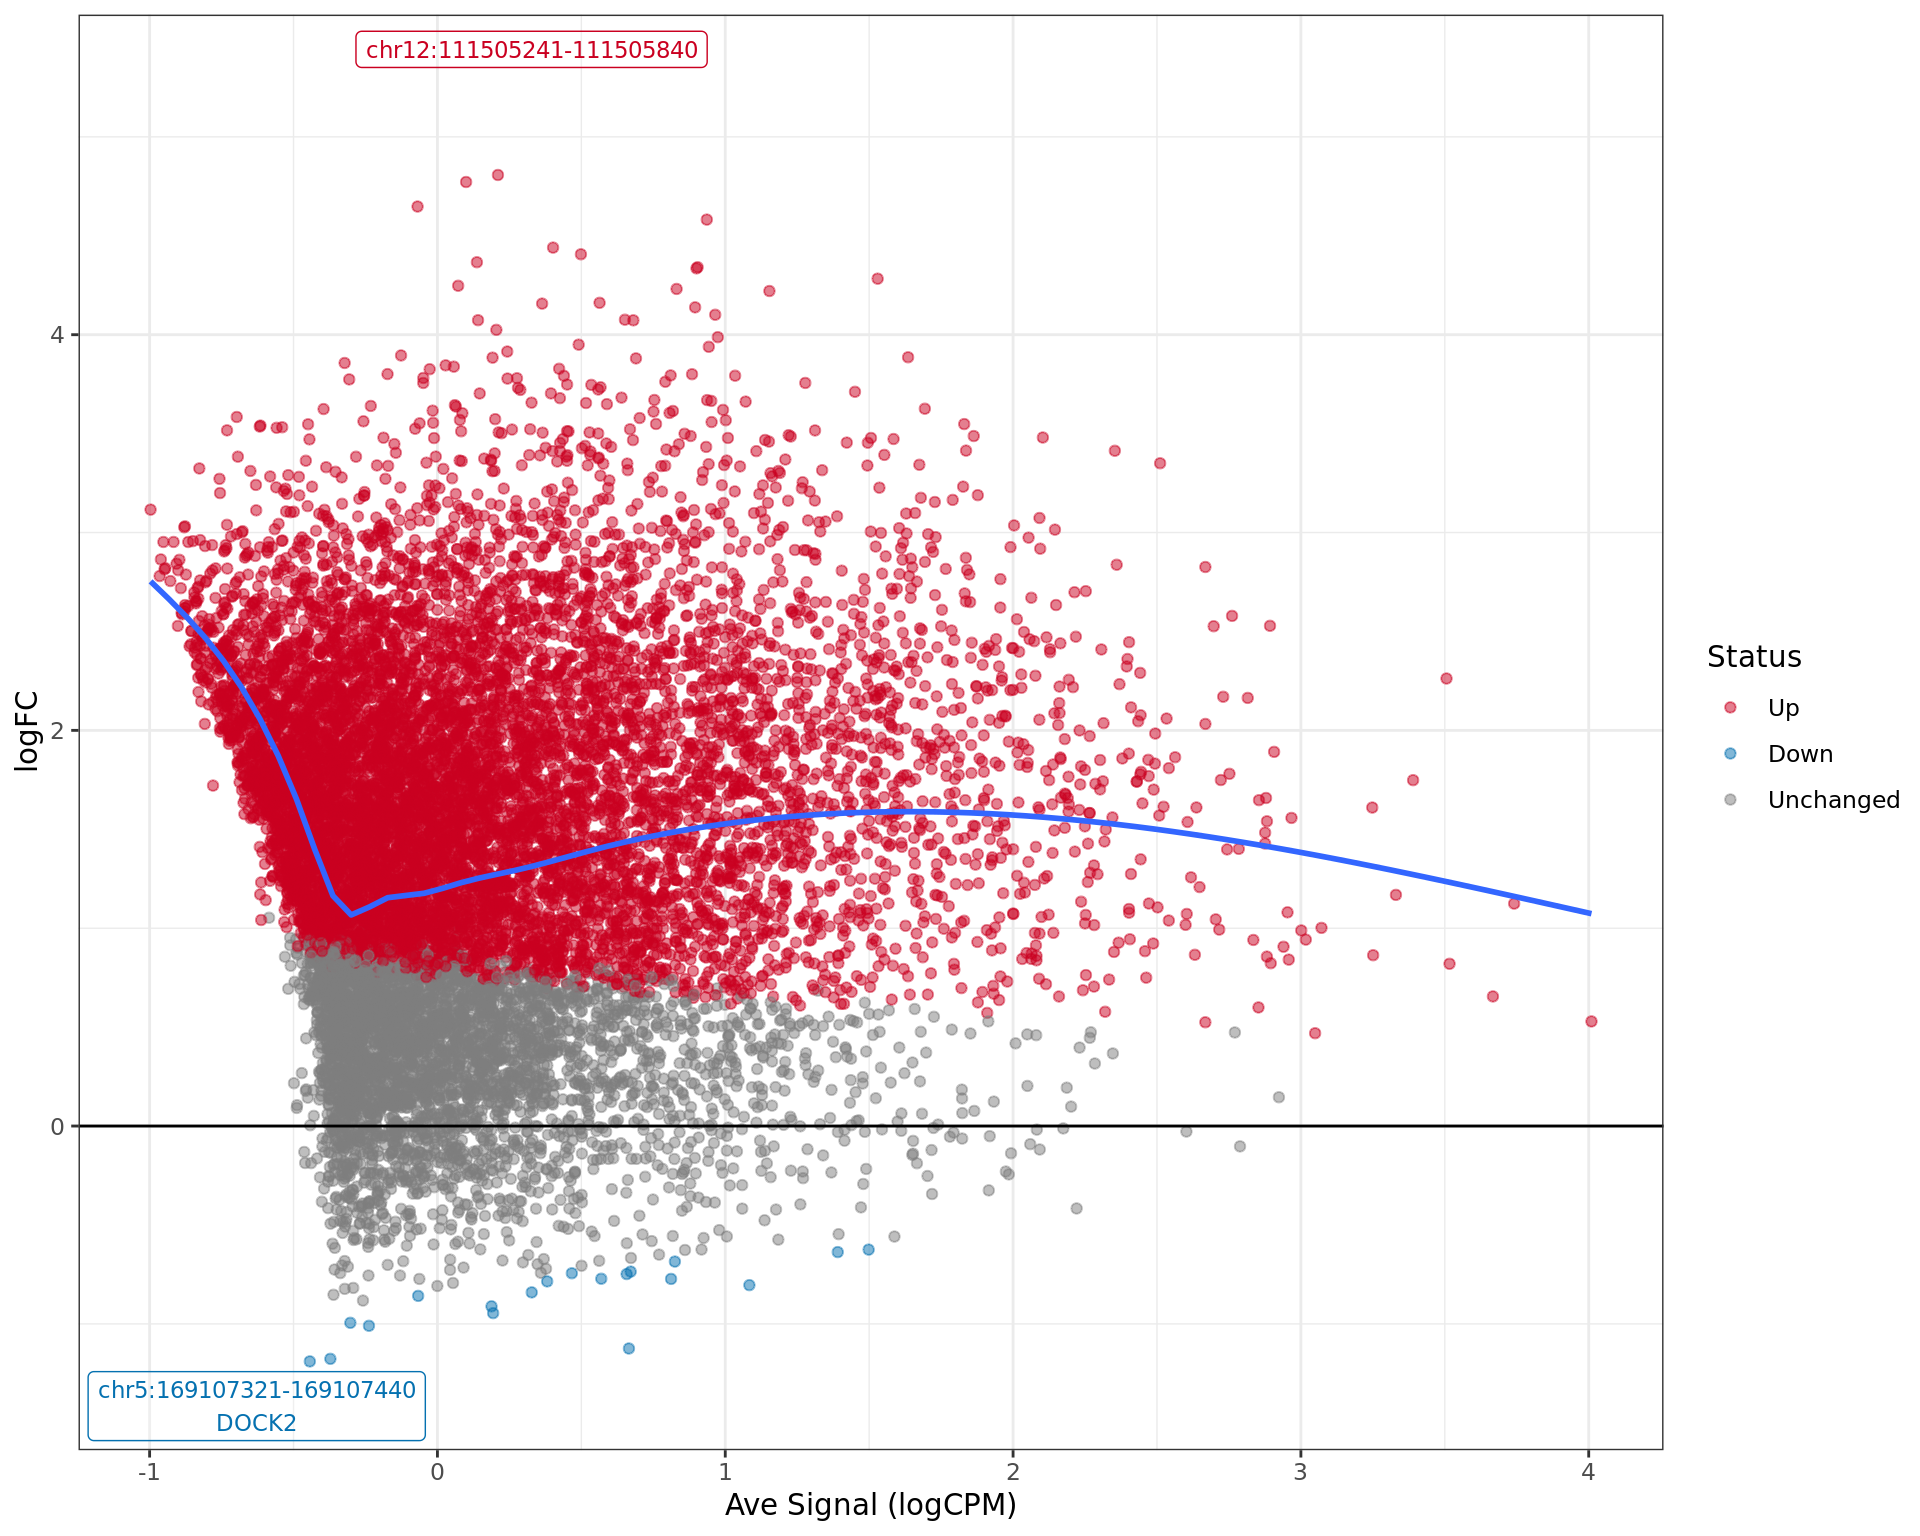 chr12:111505241-111505840
4
2
0
logFC
chr5:169107321-169107440
DOCK2
-1
0
1
2
3
4
Ave Signal (logCPM)
Status
Up
Down
Unchanged